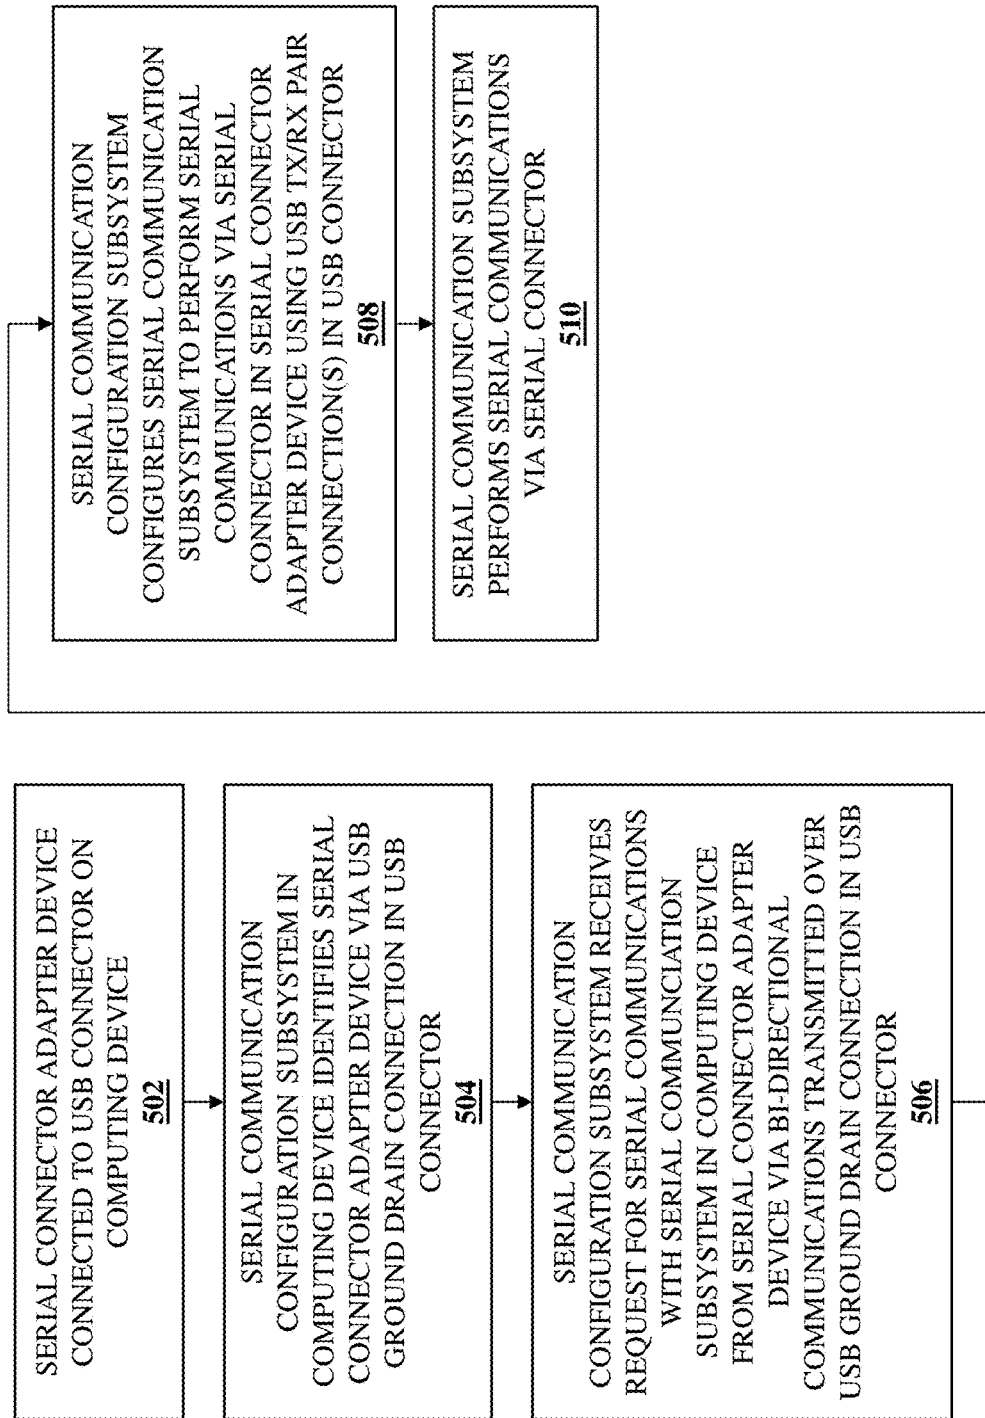 SERIAL CONNECTOR ADAPTER DEVICE
CONNECTED TO USB CONNECTOR ON
COMPUTING DEVICE
502
SERIAL COMMUNICATION
CONFIGURATION SUBSYSTEM IN
COMPUTING DEVICE IDENTIFIES SERIAL
CONNECTOR ADAPTER DEVICE VIA USB
GROUND DRAIN CONNECTION IN USB
CONNECTOR
504
SERIAL COMMUNICATION
CONFIGURATION SUBSYSTEM RECEIVES
REQUEST FOR SERIAL COMMUNICATIONS
WITH SERIAL COMMUNCIATION
SUBSYSTEM IN COMPUTING DEVICE
FROM SERIAL CONNECTOR ADAPTER
DEVICE VIA BI-DIRECTIONAL
COMMUNICATIONS TRANSMITTED OVER
USB GROUND DRAIN CONNECTION IN USB
CONNECTOR
506
SERIAL COMMUNICATION
CONFIGURATION SUBSYSTEM
CONFIGURES SERIAL COMMUNICATION
SUBSYSTEM TO PERFORM SERIAL
COMMUNICATIONS VIA SERIAL
CONNECTOR IN SERIAL CONNECTOR
ADAPTER DEVICE USING USB TX/RX PAIR
CONNECTION(S) IN USB CONNECTOR
508
SERIAL COMMUNICATION SUBSYSTEM
PERFORMS SERIAL COMMUNICATIONS
VIA SERIAL CONNECTOR
510